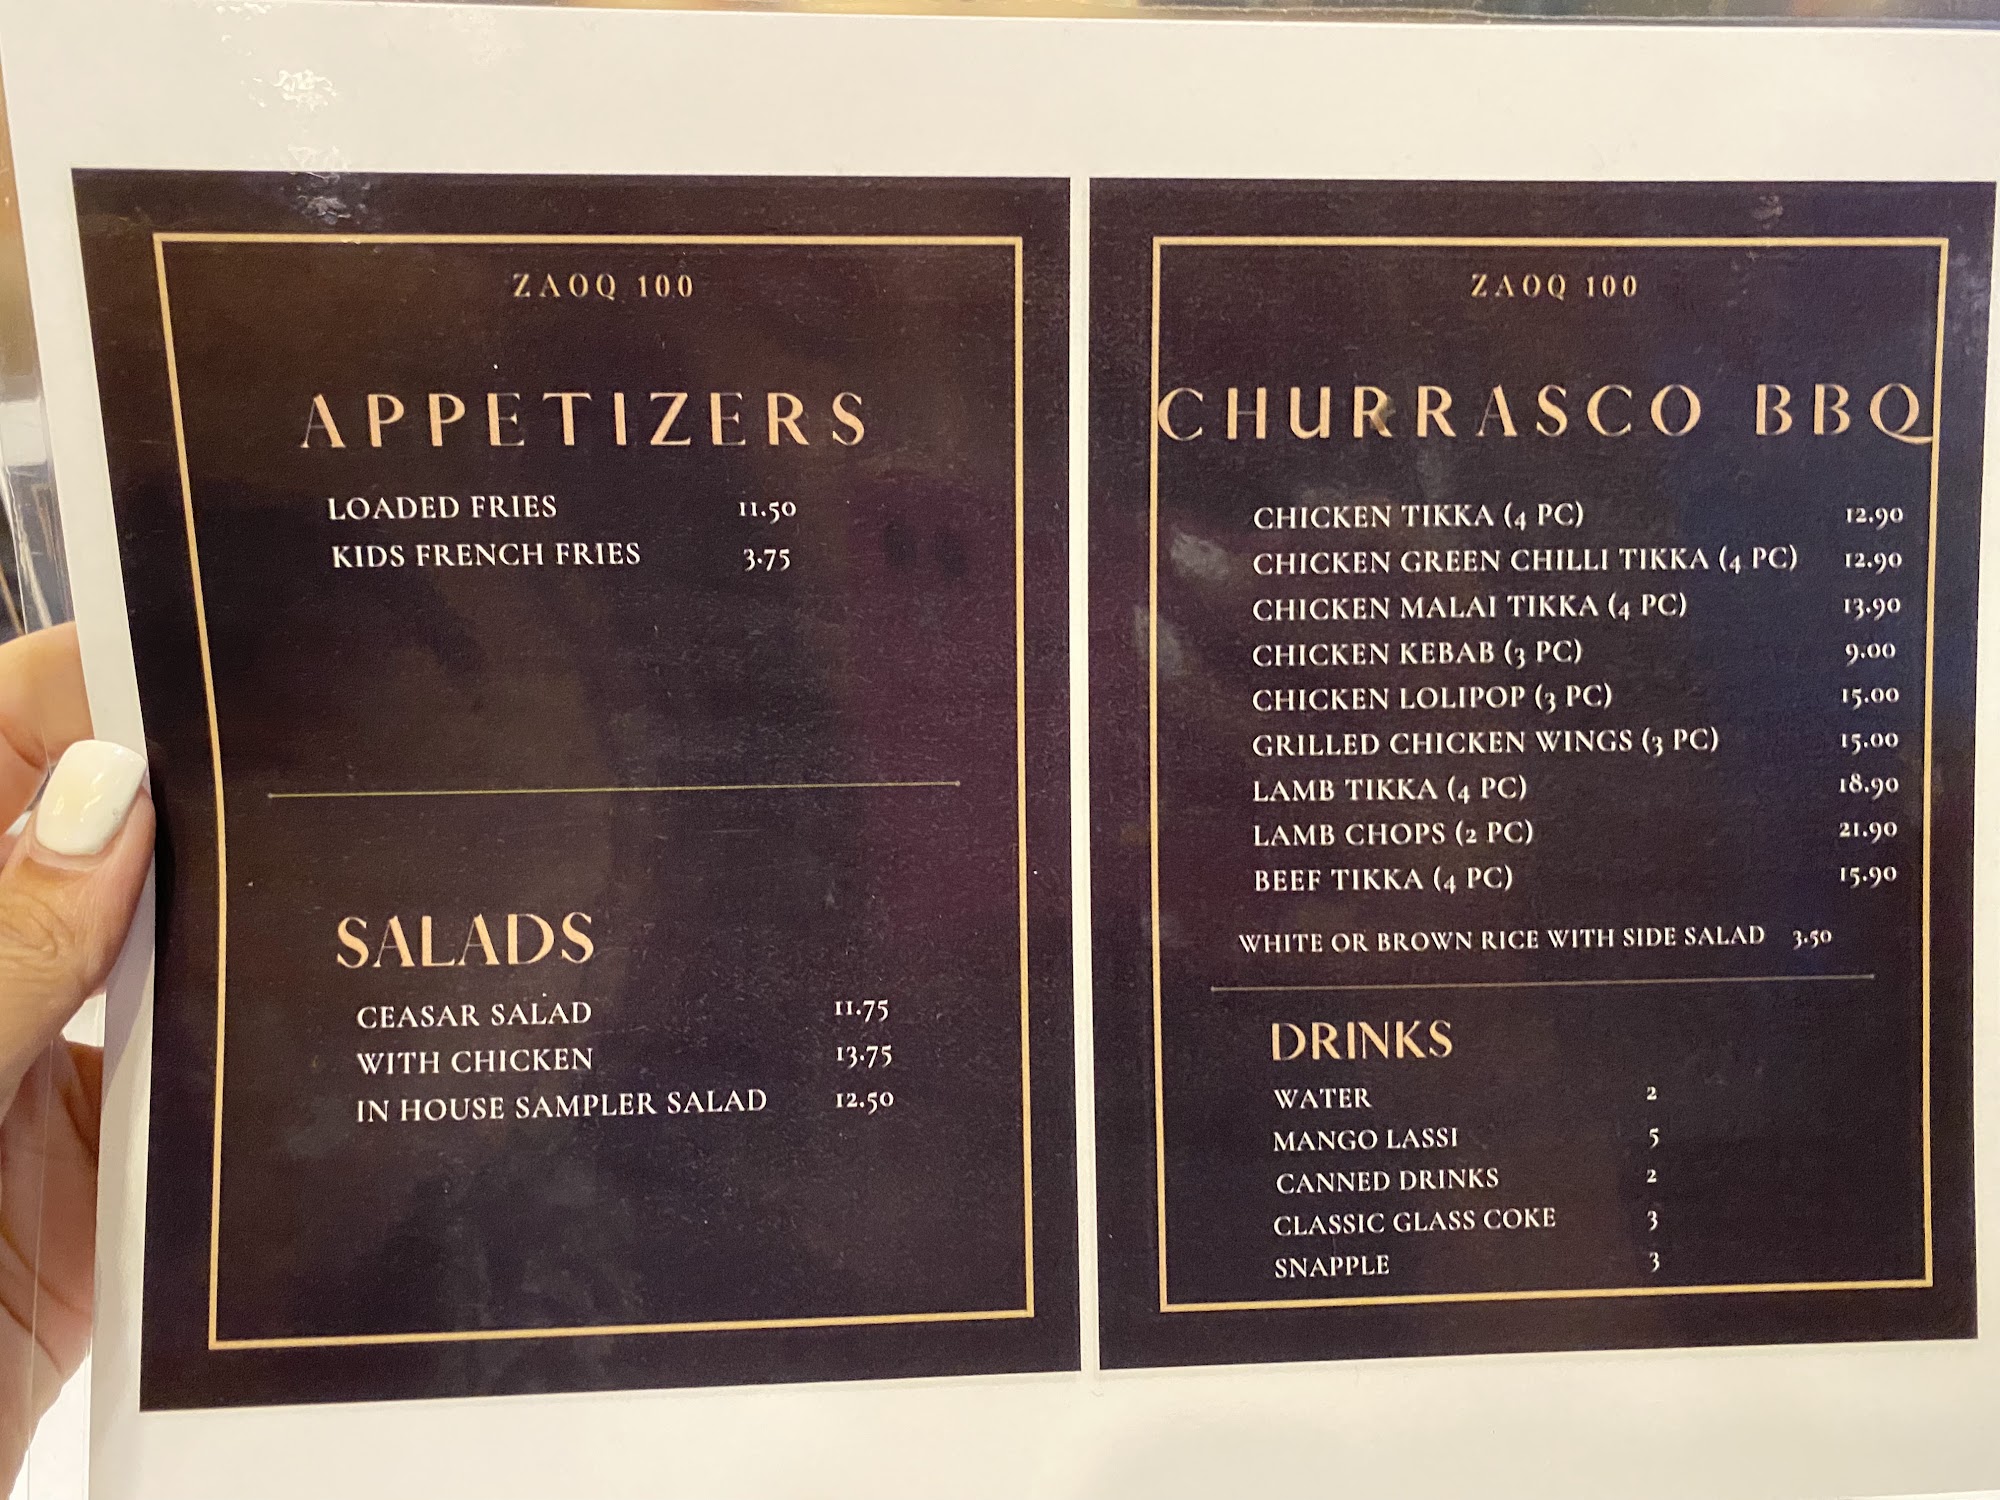 ZAOQ 100
APPETIZERS
LOADED FRIES 11.50
KIDS FRENCH FRIES 3.75
SALADS
CEASAR SALAD 11.75
WITH CHICKEN 13.75
IN HOUSE SAMPLER SALAD 12.50
ZAOQ 100
CHURRASCO BBQ
CHICKEN TIKKA (4 PC) 12.90
CHICKEN GREEN CHILLI TIKKA (4 PC) 12.90
CHICKEN MALAI TIKKA (4 PC) 13.90
CHICKEN KEBAB (3 PC) 9.00
CHICKEN LOLIPOP (3 PC) 15.00
GRILLED CHICKEN WINGS (3 PC) 15.00
LAMB TIKKA (4 PC) 18.90
LAMB CHOPS (2 PC) 21.90
BEEF TIKKA (4 PC) 15.90
WHITE OR BROWN RICE WITH SIDE SALAD 3.50
DRINKS
WATER 2
MANGO LASSI 5
CANNED DRINKS 2
CLASSIC GLASS COKE 3
SNAPPLE 3